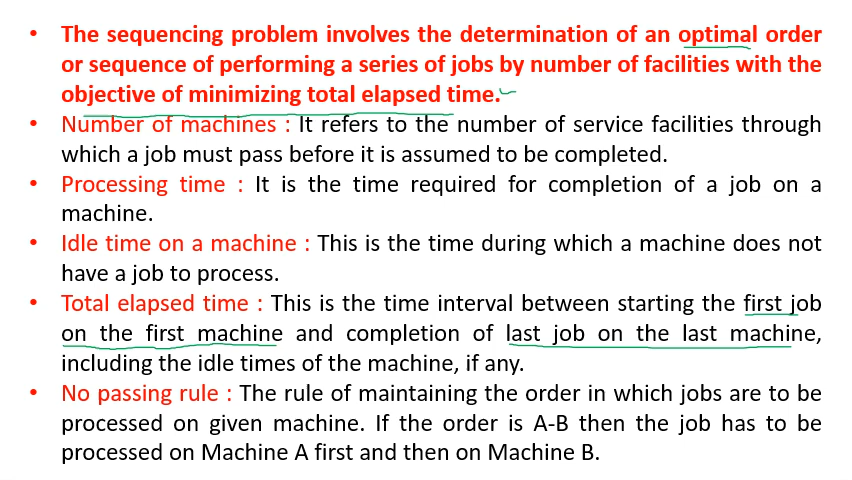 • The sequencing problem involves the determination of an optimal order
or sequence of performing a series of jobs by number of facilities with the
objective of minimizing total elapsed time.
• Number of machines : It refers to the number of service facilities through
which a job must pass before it is assumed to be completed.
• Processing time : It is the time required for completion of a job on a
machine.
• Idle time on a machine : This is the time during which a machine does not
have a job to process.
• Total elapsed time : This is the time interval between starting the first job
on the first machine and completion of last job on the last machine,
including the idle times of the machine, if any.
• No passing rule : The rule of maintaining the order in which jobs are to be
processed on given machine. If the order is A-B then the job has to be
processed on Machine A first and then on Machine B.